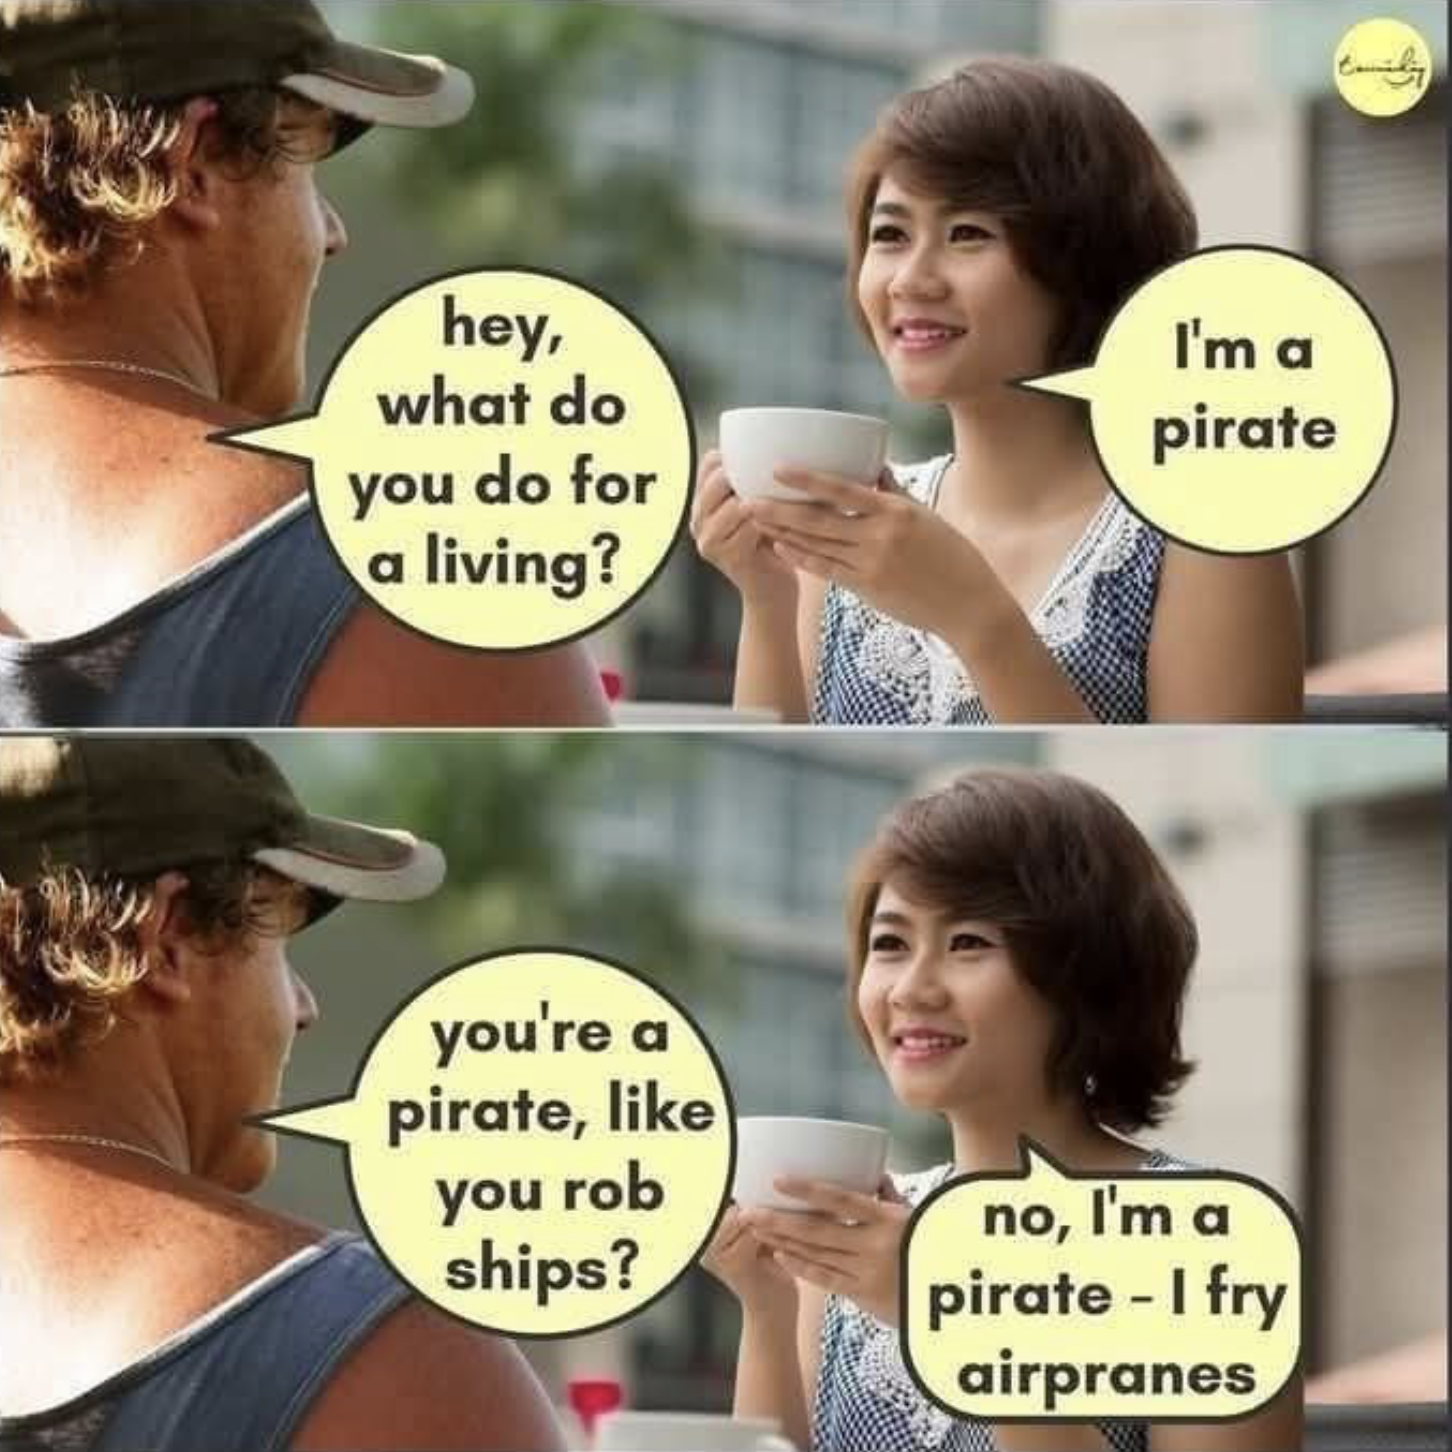 hey,
what do
you do for
a living?
I'm a
pirate
you're a
pirate, like
you rob
ships?
no, I'm a
pirate - I fry
airpranes